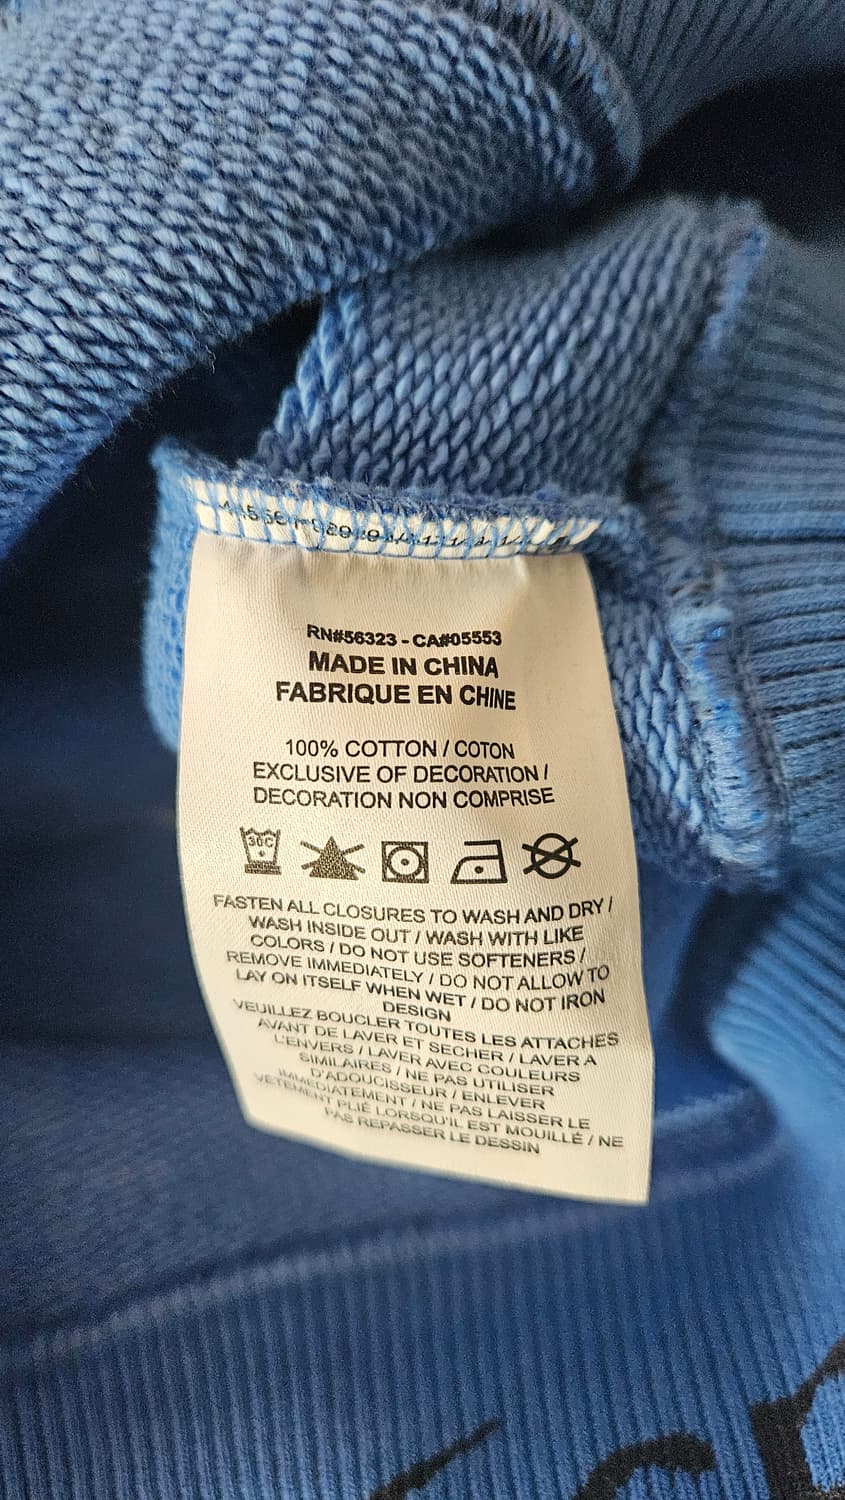 RN#56323 - CA#05553
MADE IN CHINA
FABRIQUE EN CHINE
100% COTTON / COTON
EXCLUSIVE OF DECORATION /
DECORATION NON COMPRISE
30C
FASTEN ALL CLOSURES TO WASH AND DRY /
WASH INSIDE OUT / WASH WITH LIKE
COLORS / DO NOT USE SOFTENERS /
REMOVE IMMEDIATELY / DO NOT ALLOW TO
LAY ON ITSELF WHEN WET / DO NOT IRON
DESIGN
VEUILLEZ BOUCLER TOUTES LES ATTACHES
AVANT DE LAVER ET SECHER / LAVER A
L'ENVERS / LAVER AVEC COULEURS
SIMILAIRES / NE PAS UTILISER
D'ADOUCISSEUR / ENLEVER
IMMEDIATEMENT / NE PAS LAISSER LE
VÊTEMENT PLIÉ LORSQU'IL EST MOUILLÉ / NE
PAS REPASSER LE DESSIN